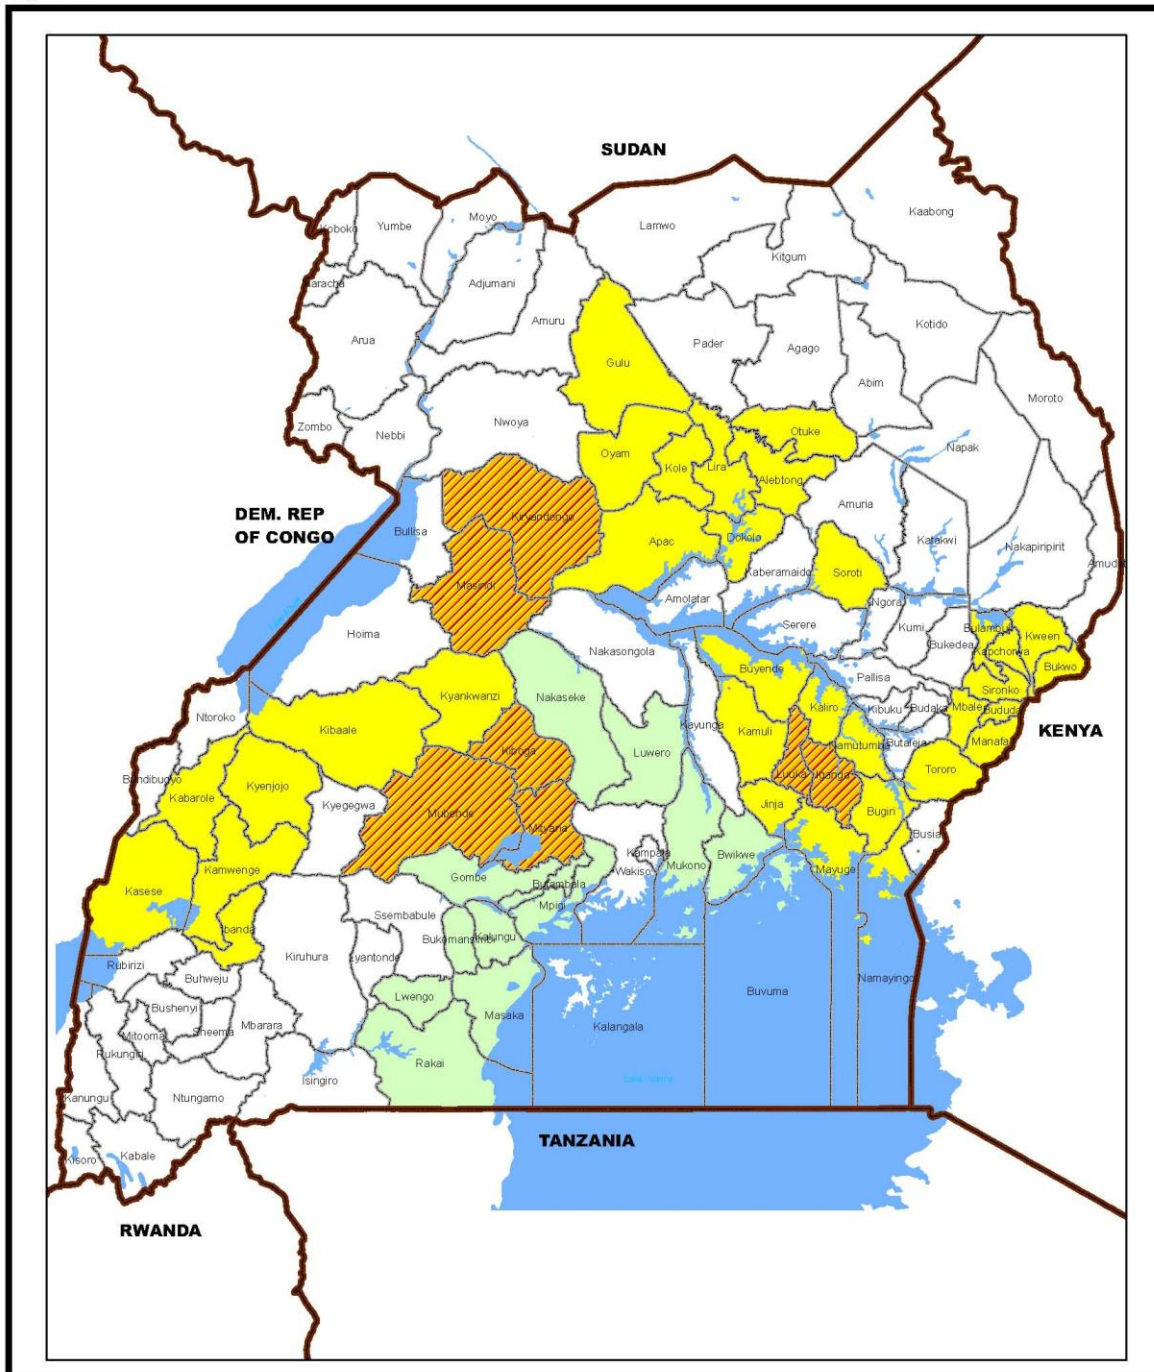 SUDAN
Kaabong
Moyo
Koboko
Yumbe
Lamwo
Kitgum
Adjumani
Amuru
Kotido
Arua
Pader
Agago
Gulu
Abim
Moroto
Zombo
Nebbi
Nwoya
Otuke
Napak
Oyam
Kole
Lira
Alebtong
DEM. REP
OF CONGO
Kiryandongo
Amuria
Bullisa
Apac
Dokolo
Katakwi
Nakapiripirit
Masindi
Kaberamaido
Soroti
Amolatar
Ngora
Hoima
Serere
Kumi
Bukedea
Kween
Nakasongola
Kapchorwa
Buyende
Pallisa
Bukwo
Kyankwanzi
Nakaseke
Sironko
Ntoroko
Kaliro
Kibuku
Budaka
Mbale
Bududa
Kibaale
Kayunga
Kamuli
KENYA
Kiboga
Luwero
Namutumba
Butaleja
Manafa
Bundibugyo
Kyenjojo
Luuka
Iganga
Tororo
Kabarole
Kyegegwa
Mubende
Mityana
Jinja
Bugiri
Busia
Kamwenge
Kampala
Bwikwe
Mukono
Wakiso
Mayuge
Gombe
Butambala
Kasese
Mpigi
Ssembabule
Ibanda
Kalungu
Kiruhura
Lyantonde
Rubirizi
Buhweju
Namayingo
Lwengo
Buvuma
Bushenyi
Masaka
Kalangala
Mitooma
Sheema
Mbarara
Rukungiri
Rakai
Isingiro
Kanungu
Ntungamo
TANZANIA
Kabale
Kisoro
RWANDA